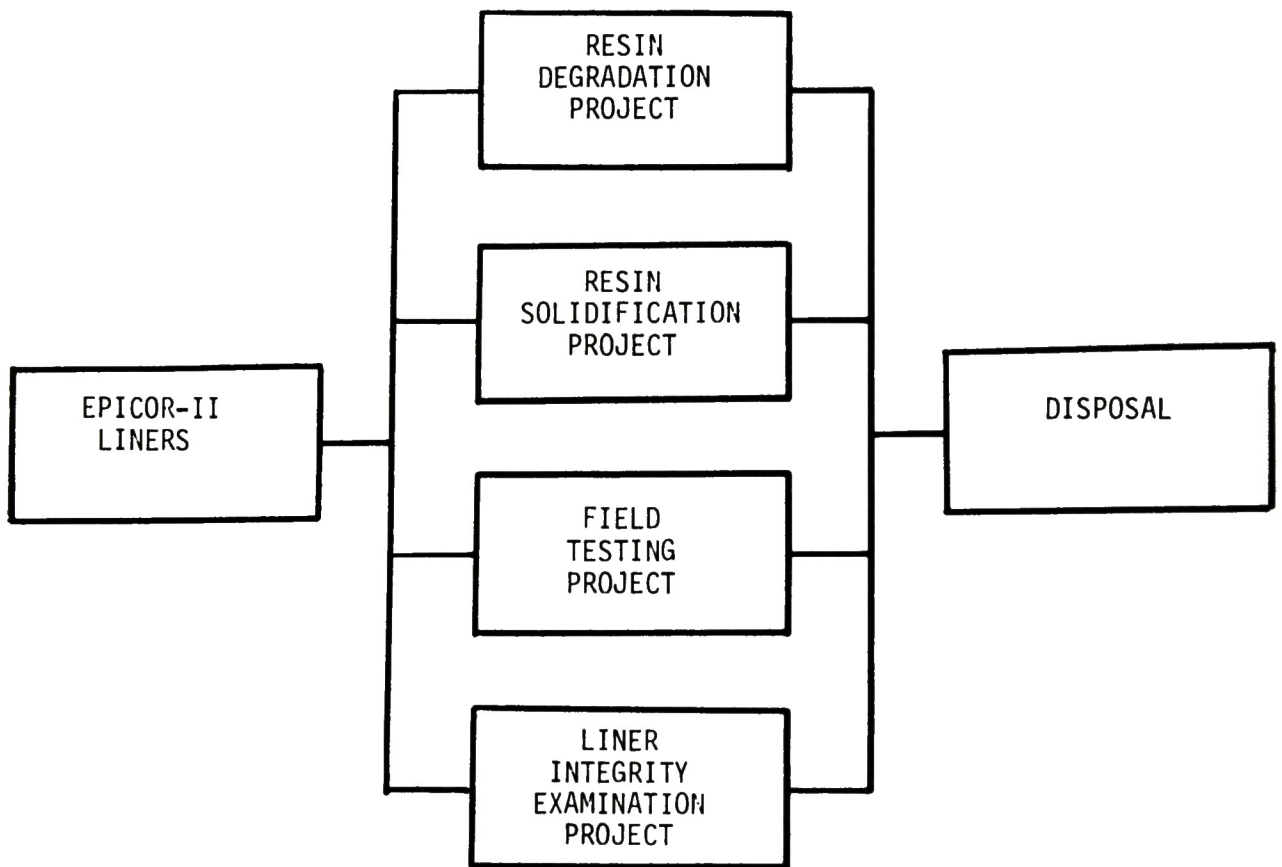 RESIN
DEGRADATION
PROJECT
RESIN
SOLIDIFICATION
PROJECT
EPICOR-II
LINERS
DISPOSAL
FIELD
TESTING
PROJECT
LINER
INTEGRITY
EXAMINATION
PROJECT